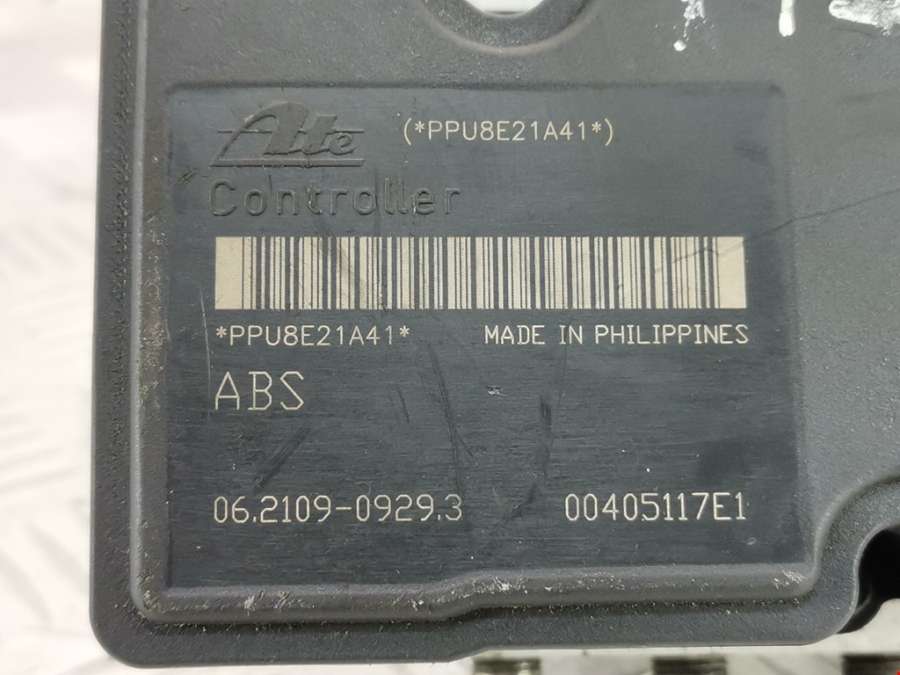 Ate (*PPU8E21A41*)
Controller
*PPU8E21A41* MADE IN PHILIPPINES
ABS
06.2109-0929.3 00405117E1